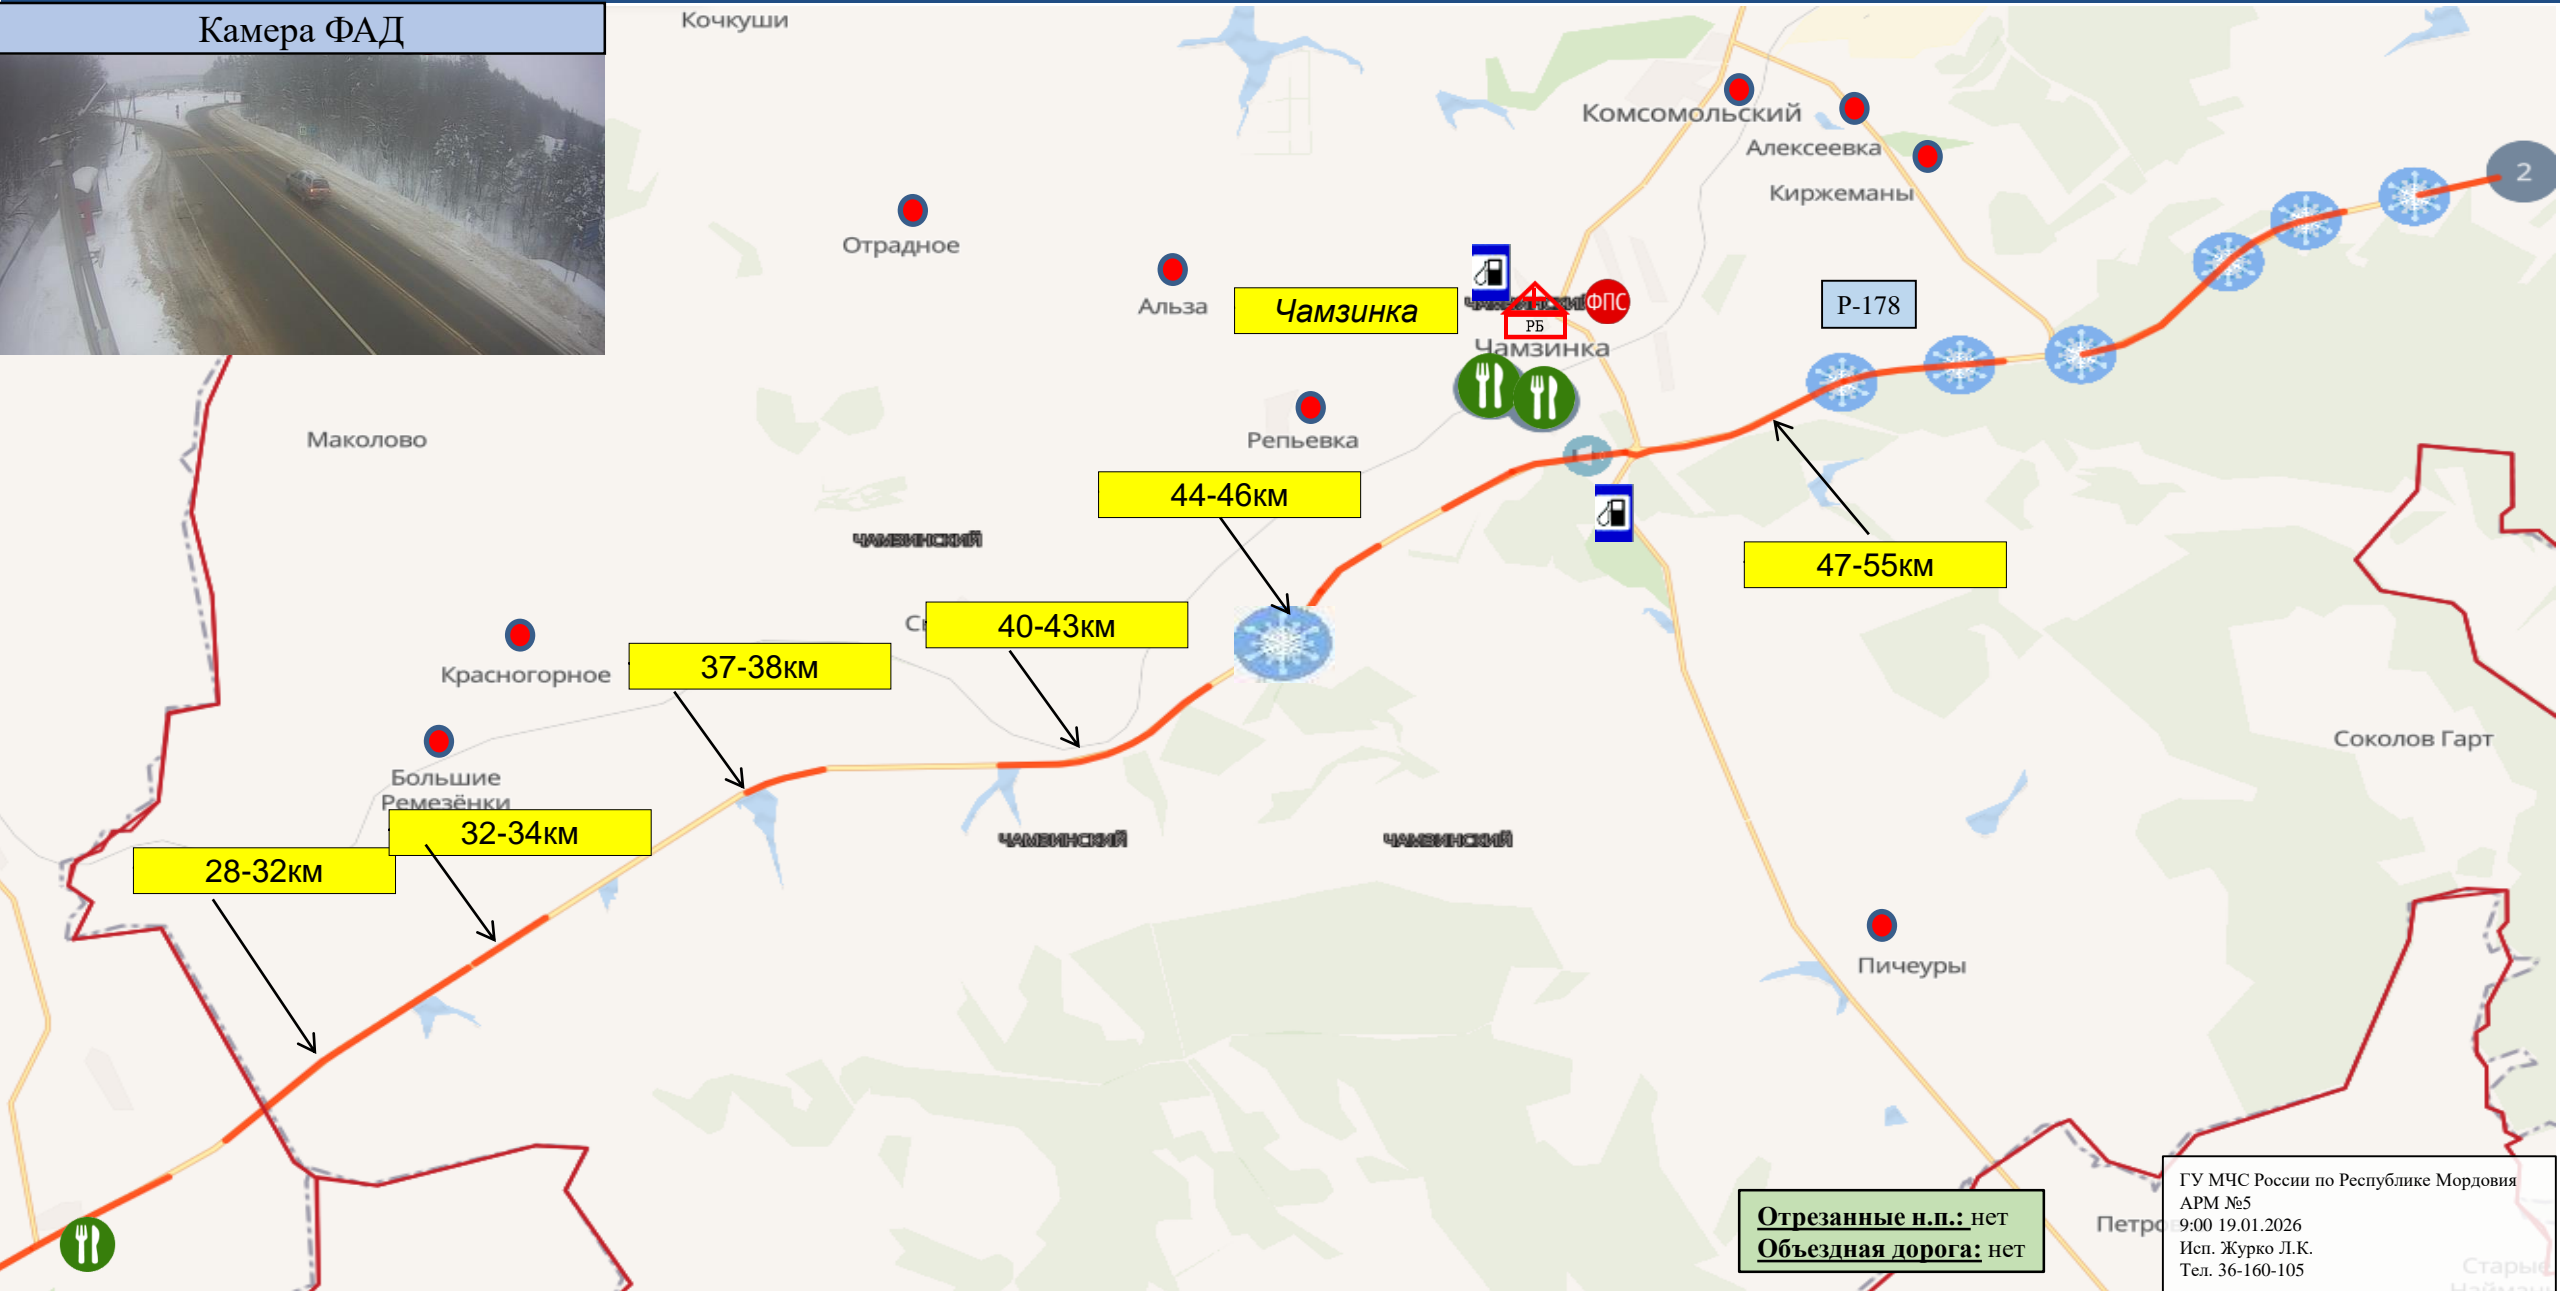 Камера ФАД
Кочкуши
Комсомольский
Алексеевка
Киржеманы
2
Отрадное
Альза
Чамзинка
ФПС
РБ
Чамзинка
Р-178
Маколово
Репьевка
44-46км
ЧАМЗИНСКИЙ
47-55км
40-43км
Красногорное
37-38км
Соколов Гарт
Большие
Ремезёнки
32-34км
ЧАМЗИНСКИЙ
ЧАМЗИНСКИЙ
28-32км
Пичеуры
Отрезанные н.п.: нет
Объездная дорога: нет
ГУ МЧС России по Республике Мордовия
АРМ №5
9:00 19.01.2026
Исп. Журко Л.К.
Тел. 36-160-105
Старые